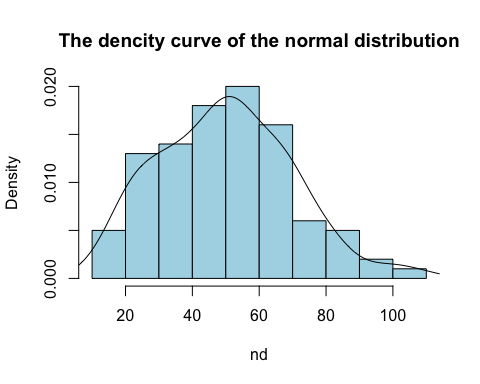 The dencity curve of the normal distribution
Density
0.020
0.010
0.000
20 40 60 80 100
nd